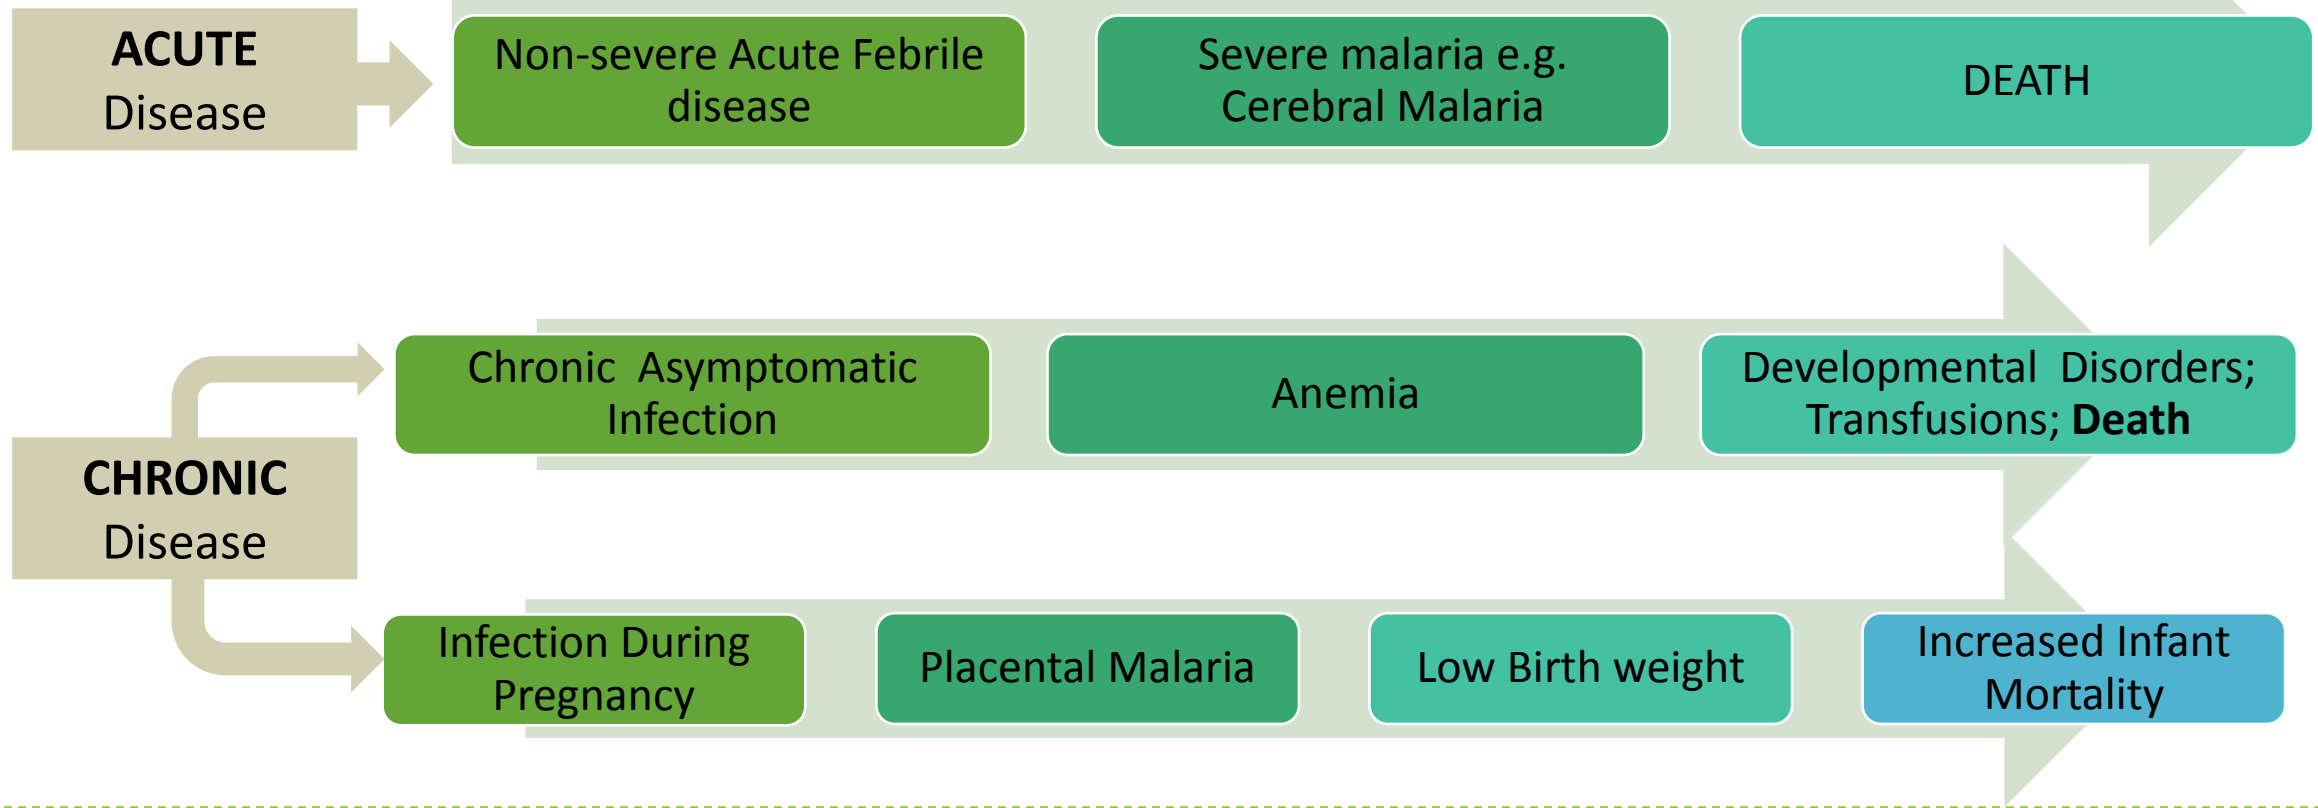 ACUTE
Disease
Non-severe Acute Febrile
disease
Severe malaria e.g.
Cerebral Malaria
DEATH
CHRONIC
Disease
Chronic  Asymptomatic
Infection
Anemia
Developmental  Disorders;
Transfusions; Death
Infection During
Pregnancy
Placental Malaria
Low Birth weight
Increased Infant
Mortality